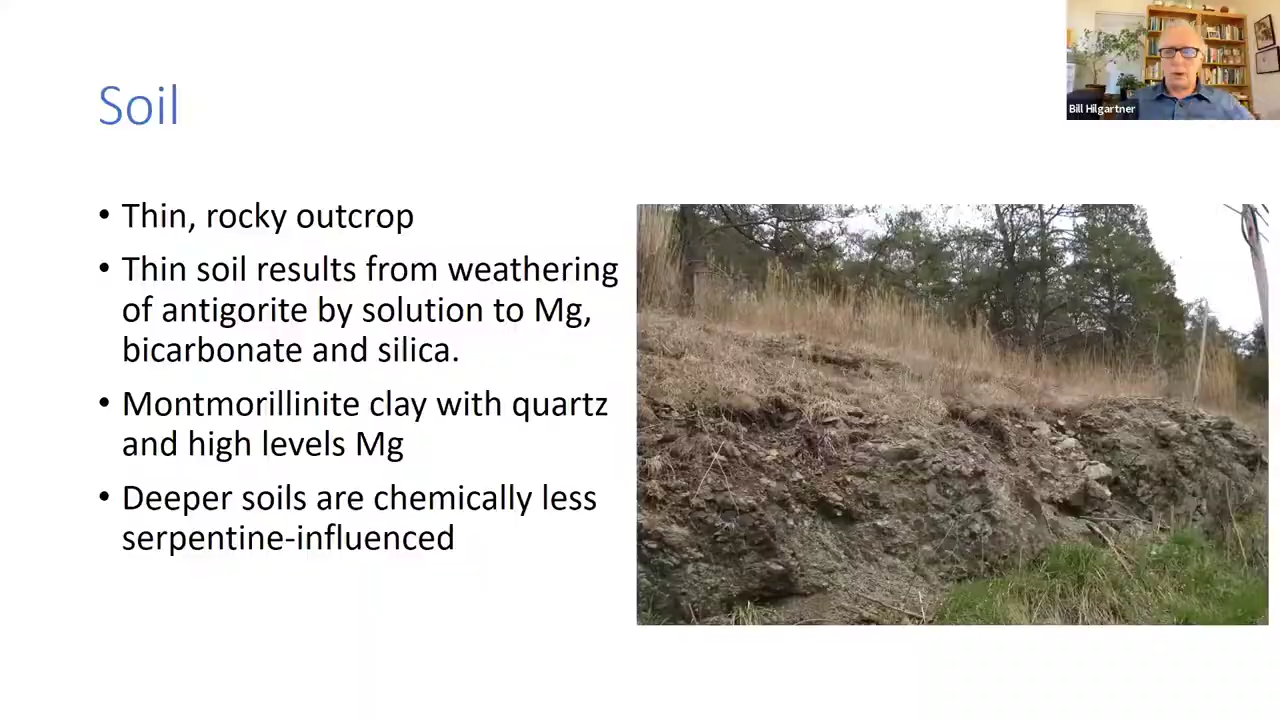 Soil
• Thin, rocky outcrop
• Thin soil results from weathering
of antigorite by solution to Mg,
bicarbonate and silica.
• Montmorillinite clay with quartz
and high levels Mg
• Deeper soils are chemically less
serpentine-influenced
Bill Hilgartner